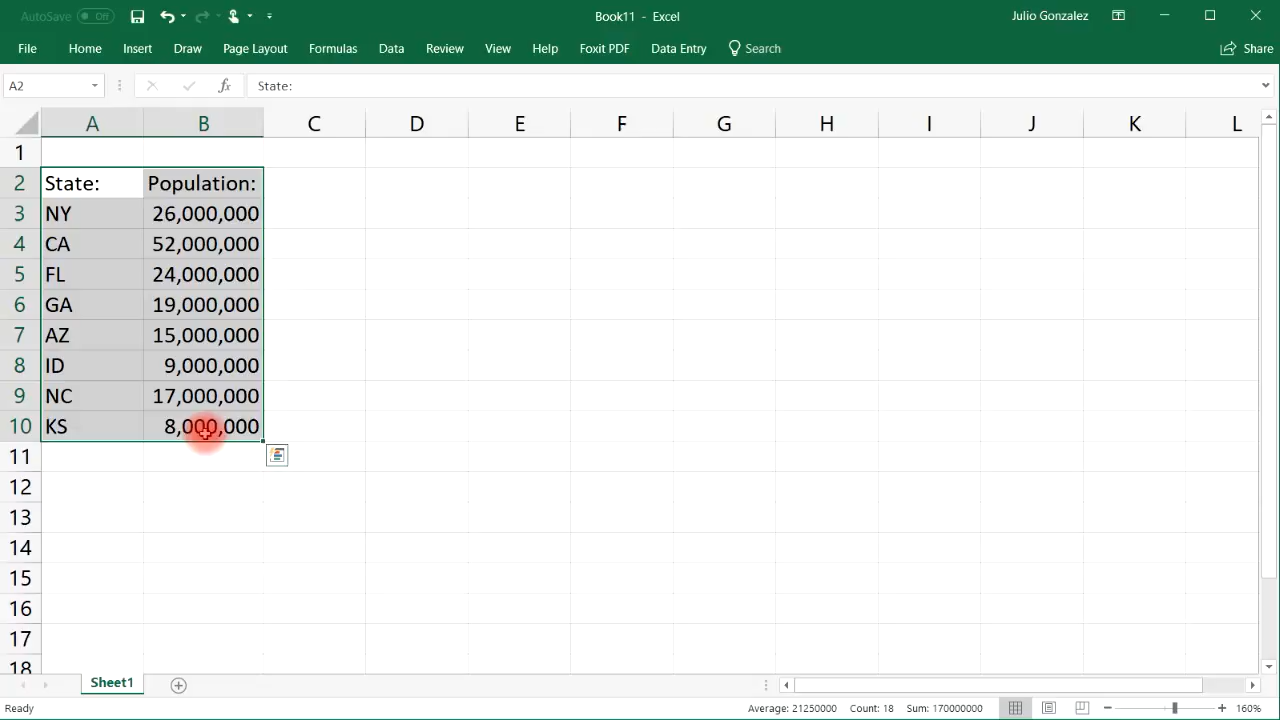 AutoSave Off Book11 - Excel Julio Gonzalez
File Home Insert Draw Page Layout Formulas Data Review View Help Foxit PDF Data Entry Search Share
A2 fx State:
A B C D E F G H I J K L
1
2 State: Population:
3 NY 26,000,000
4 CA 52,000,000
5 FL 24,000,000
6 GA 19,000,000
7 AZ 15,000,000
8 ID 9,000,000
9 NC 17,000,000
10 KS 8,000,000
11
12
13
14
15
16
17
18
Sheet1
Ready Average: 21250000 Count: 18 Sum: 170000000 160%